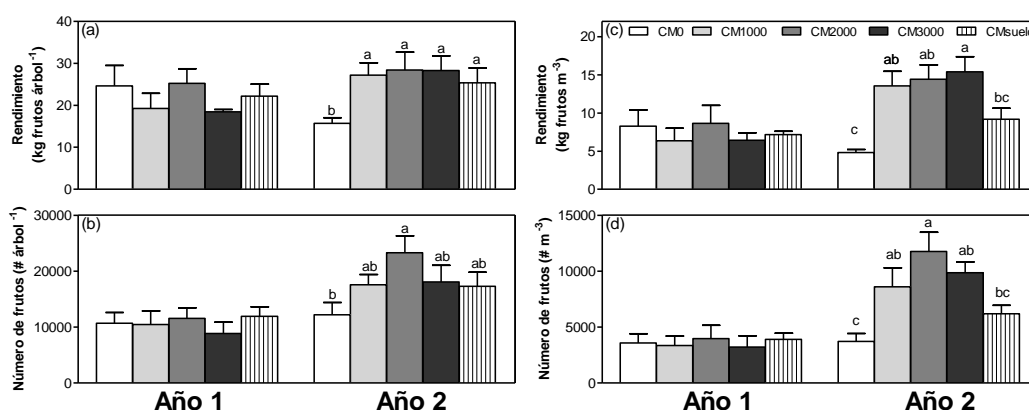 (a)
Rendimiento
(kg frutos árbol⁻¹)
40
30
20
10
0
b
a
a
a
a
(c)
CM0
CM1000
CM2000
CM3000
CMsuelo
Rendimiento
(kg frutos m⁻³)
20
15
10
5
0
c
ab
ab
a
bc
(b)
Número de frutos (# árbol⁻¹)
30000
20000
10000
0
b
ab
a
ab
ab
Año 1
Año 2
(d)
Número de frutos (# m⁻³)
15000
10000
5000
0
c
ab
a
ab
bc
Año 1
Año 2